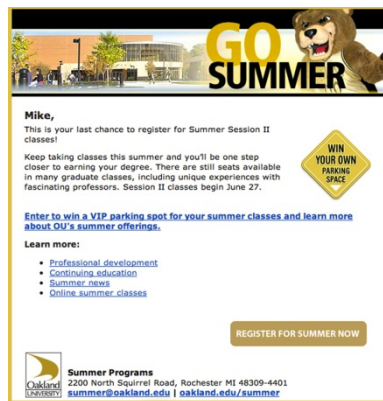 GO
SUMMER
Mike,
This is your last chance to register for Summer Session II
classes!
Keep taking classes this summer and you'll be one step
closer to earning your degree. There are still seats available
in many graduate classes, including unique experiences with
fascinating professors. Session II classes begin June 27.
WIN
YOUR OWN
PARKING
SPACE
Enter to win a VIP parking spot for your summer classes and learn more
about OU's summer offerings.
Learn more:
• Professional development
• Continuing education
• Summer news
• Online summer classes
REGISTER FOR SUMMER NOW
Oakland
UNIVERSITY
Summer Programs
2200 North Squirrel Road, Rochester MI 48309-4401
summer@oakland.edu | oakland.edu/summer